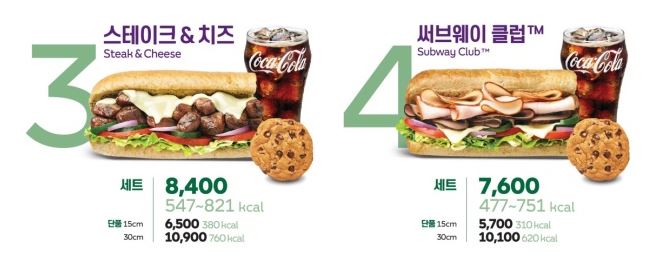 3
스테이크 & 치즈
Steak & Cheese
Coca-Cola
세트 8,400
547~821 kcal
단품 15cm 6,500 380 kcal
30cm 10,900 760 kcal
4
써브웨이 클럽™
Subway Club™
Coca-Cola
세트 7,600
477~751 kcal
단품 15cm 5,700 310 kcal
30cm 10,100 620 kcal